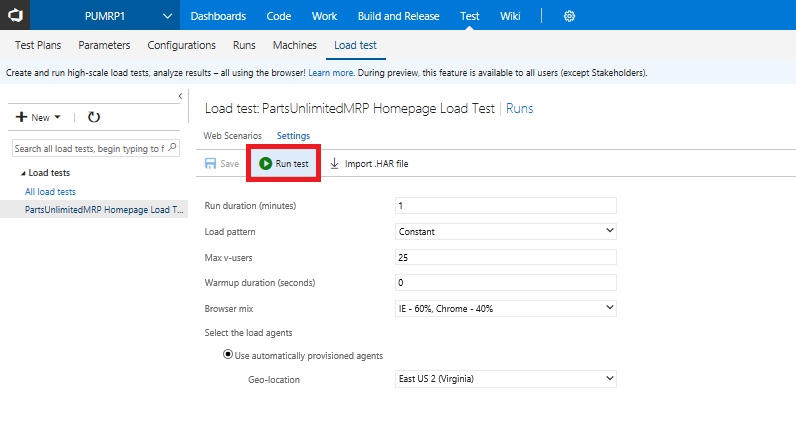 PUMRP1 Dashboards Code Work Build and Release Test Wiki
Test Plans Parameters Configurations Runs Machines Load test
Create and run high-scale load tests, analyze results – all using the browser! Learn more. During preview, this feature is available to all users (except Stakeholders).
New
Search all load tests, begin typing to f
Load tests
All load tests
PartsUnlimitedMRP Homepage Load T...
Load test: PartsUnlimitedMRP Homepage Load Test | Runs
Web Scenarios Settings
Save Run test Import .HAR file
Run duration (minutes) 1
Load pattern Constant
Max v-users 25
Warmup duration (seconds) 0
Browser mix IE - 60%, Chrome - 40%
Select the load agents
Use automatically provisioned agents
Geo-location East US 2 (Virginia)